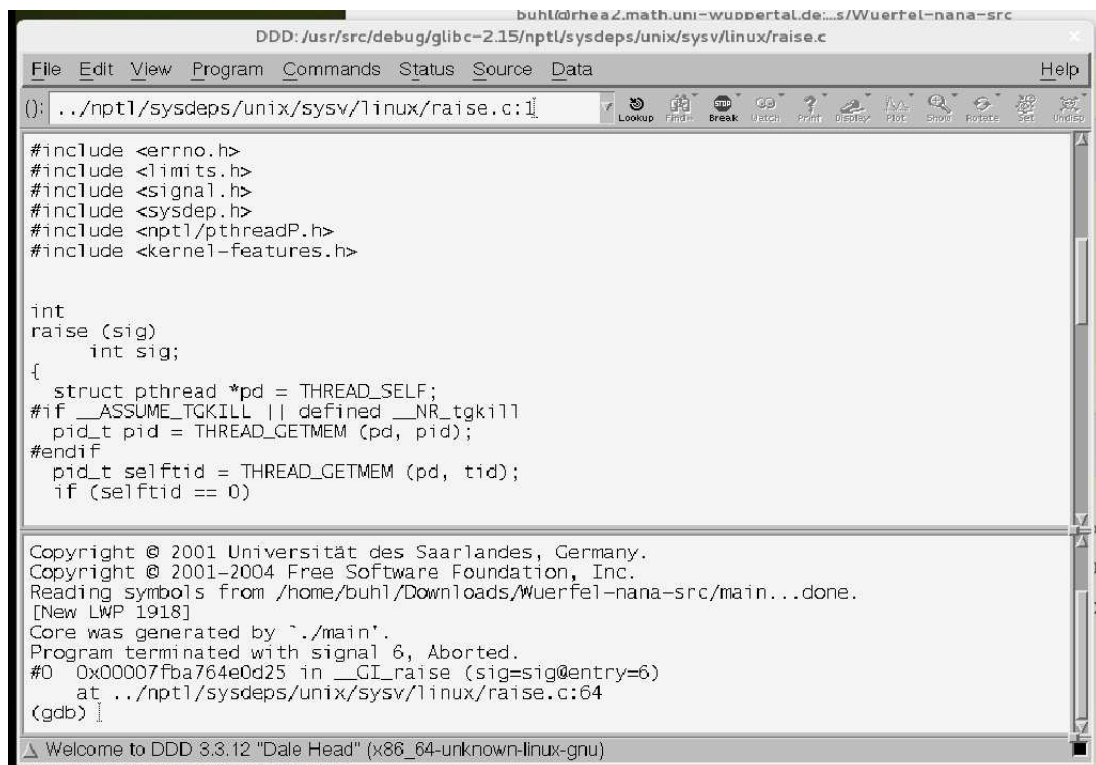 buhl@rhea2.math.uni-wuppertal.de:...s/Wuerfel-nana-src
DDD: /usr/src/debug/glibc-2.15/nptl/sysdeps/unix/sysv/linux/raise.c
File Edit View Program Commands Status Source Data Help
(): ../nptl/sysdeps/unix/sysv/linux/raise.c:1
Lookup Find» Break Watch Print Display Plot Show Rotate Set Undisp
#include <errno.h>
#include <limits.h>
#include <signal.h>
#include <sysdep.h>
#include <nptl/pthreadP.h>
#include <kernel-features.h>
int
raise (sig)
int sig;
{
struct pthread *pd = THREAD_SELF;
#if __ASSUME_TGKILL || defined __NR_tgkill
pid_t pid = THREAD_GETMEM (pd, pid);
#endif
pid_t selftid = THREAD_GETMEM (pd, tid);
if (selftid == 0)
Copyright © 2001 Universität des Saarlandes, Germany.
Copyright © 2001-2004 Free Software Foundation, Inc.
Reading symbols from /home/buhl/Downloads/Wuerfel-nana-src/main...done.
[New LWP 1918]
Core was generated by `./main'.
Program terminated with signal 6, Aborted.
#0 0x00007fba764e0d25 in __GI_raise (sig=sig@entry=6)
at ../nptl/sysdeps/unix/sysv/linux/raise.c:64
(gdb)
Welcome to DDD 3.3.12 "Dale Head" (x86_64-unknown-linux-gnu)